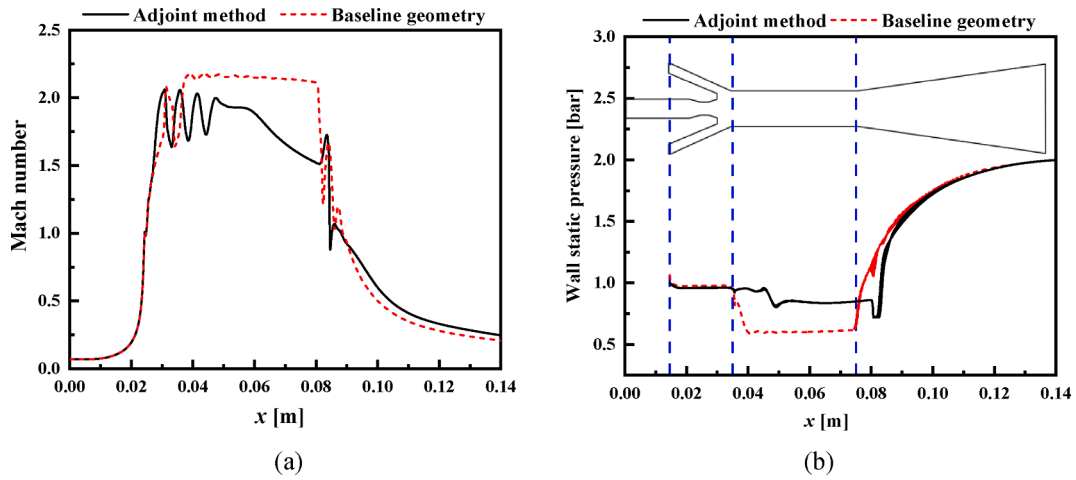 Adjoint method Baseline geometry
2.5
2.0
1.5
1.0
0.5
0.0
Mach number
0.00 0.02 0.04 0.06 0.08 0.10 0.12 0.14
x [m]
(a)
Adjoint method Baseline geometry
3.0
2.5
2.0
1.5
1.0
0.5
Wall static pressure [bar]
0.00 0.02 0.04 0.06 0.08 0.10 0.12 0.14
x [m]
(b)